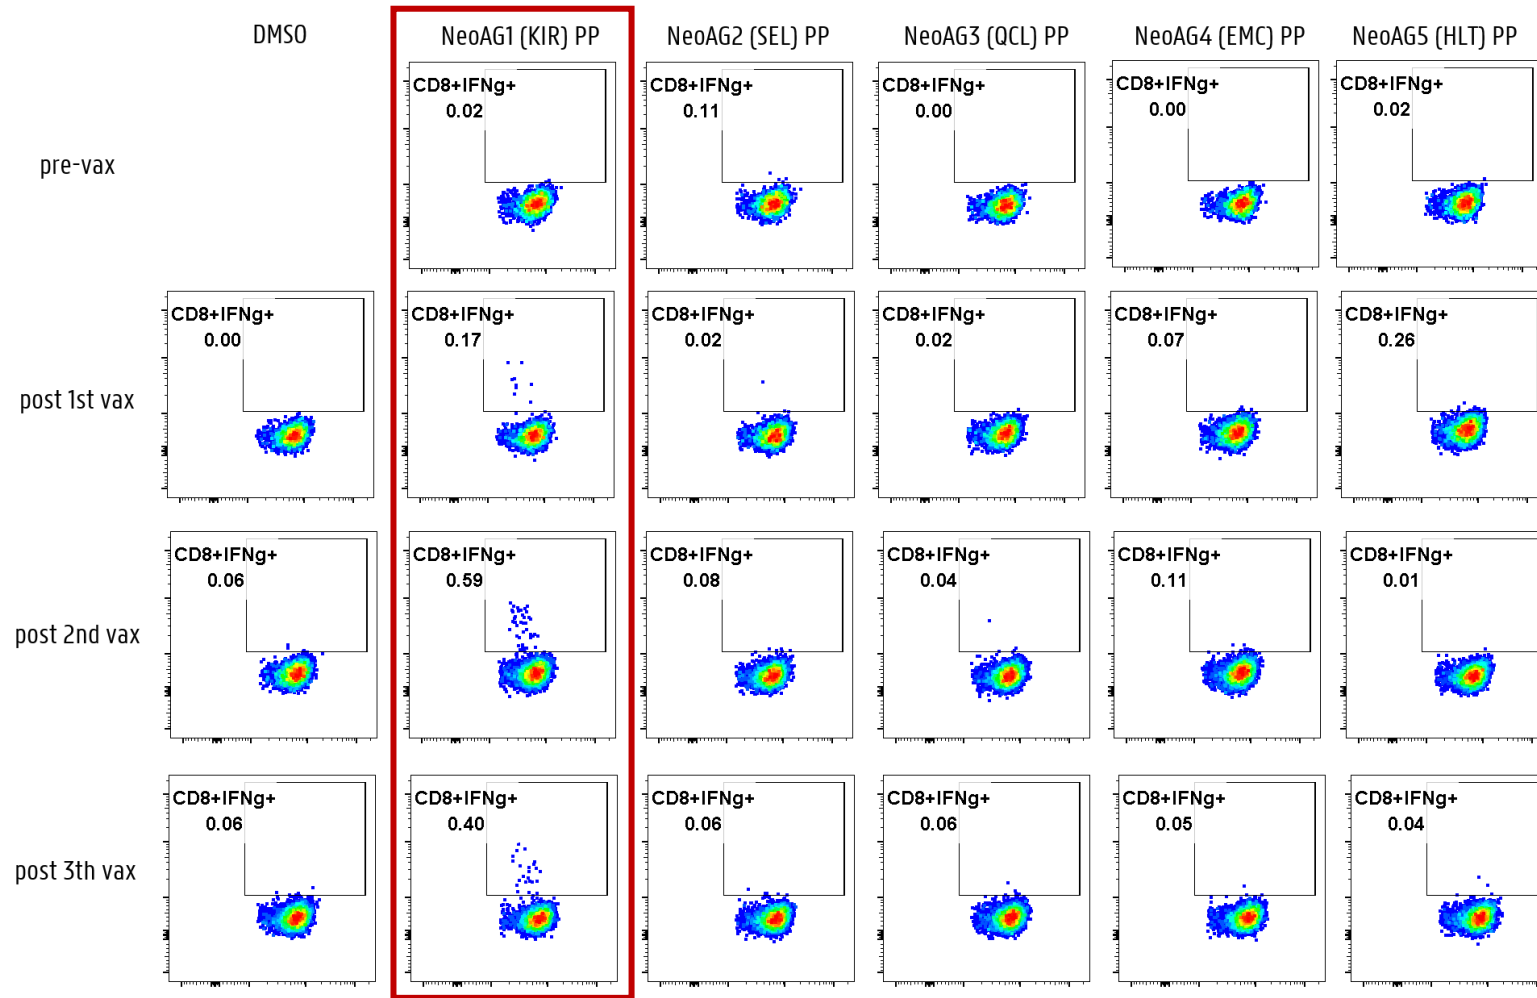 DMSO
NeoAG1 (KIR) PP
NeoAG2 (SEL) PP
NeoAG3 (QCL) PP
NeoAG4 (EMC) PP
NeoAG5 (HLT) PP
pre-vax
CD8+IFNg+
0.02
CD8+IFNg+
0.11
CD8+IFNg+
0.00
CD8+IFNg+
0.00
CD8+IFNg+
0.02
post 1st vax
CD8+IFNg+
0.00
CD8+IFNg+
0.17
CD8+IFNg+
0.02
CD8+IFNg+
0.02
CD8+IFNg+
0.07
CD8+IFNg+
0.26
post 2nd vax
CD8+IFNg+
0.06
CD8+IFNg+
0.59
CD8+IFNg+
0.08
CD8+IFNg+
0.04
CD8+IFNg+
0.11
CD8+IFNg+
0.01
post 3th vax
CD8+IFNg+
0.06
CD8+IFNg+
0.40
CD8+IFNg+
0.06
CD8+IFNg+
0.06
CD8+IFNg+
0.05
CD8+IFNg+
0.04